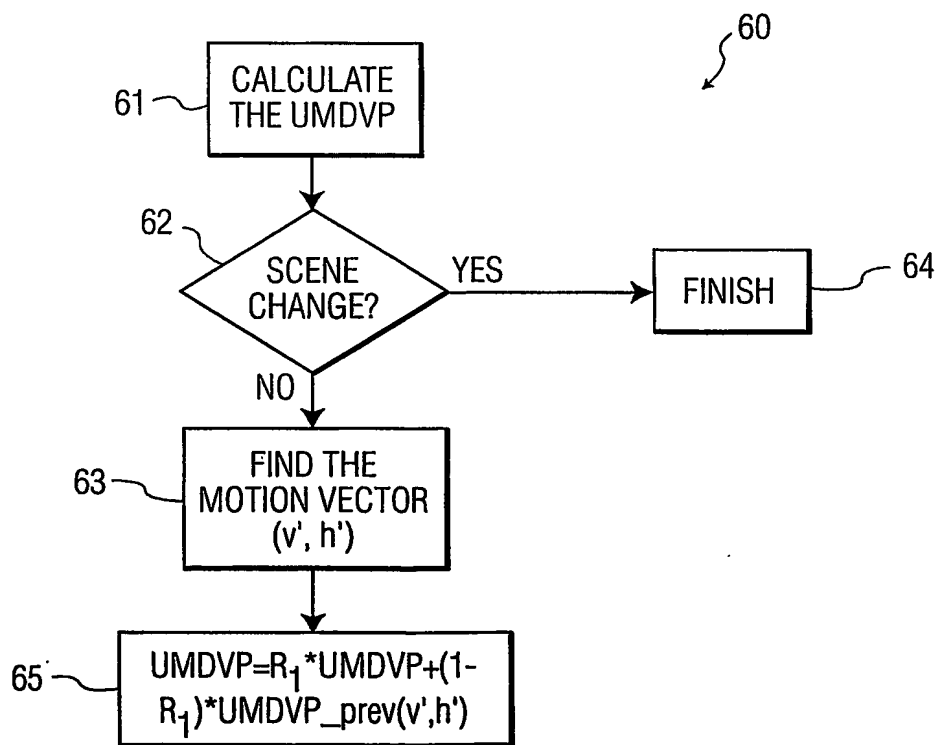 60
61
CALCULATE
THE UMDVP
62
SCENE
CHANGE?
YES
FINISH
64
NO
63
FIND THE
MOTION VECTOR
(v', h')
65
UMDVP=R1*UMDVP+(1-
R1)*UMDVP_prev(v',h')